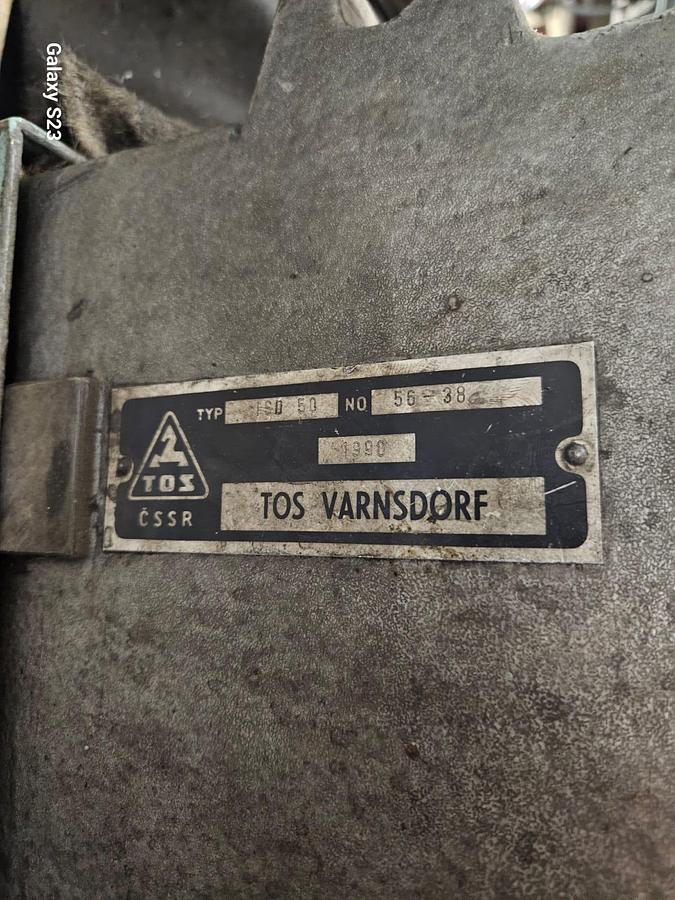 Galaxy S23
TYP 50 NO 56-38
1990
TOS
ČSSR
TOS VARNSDORF